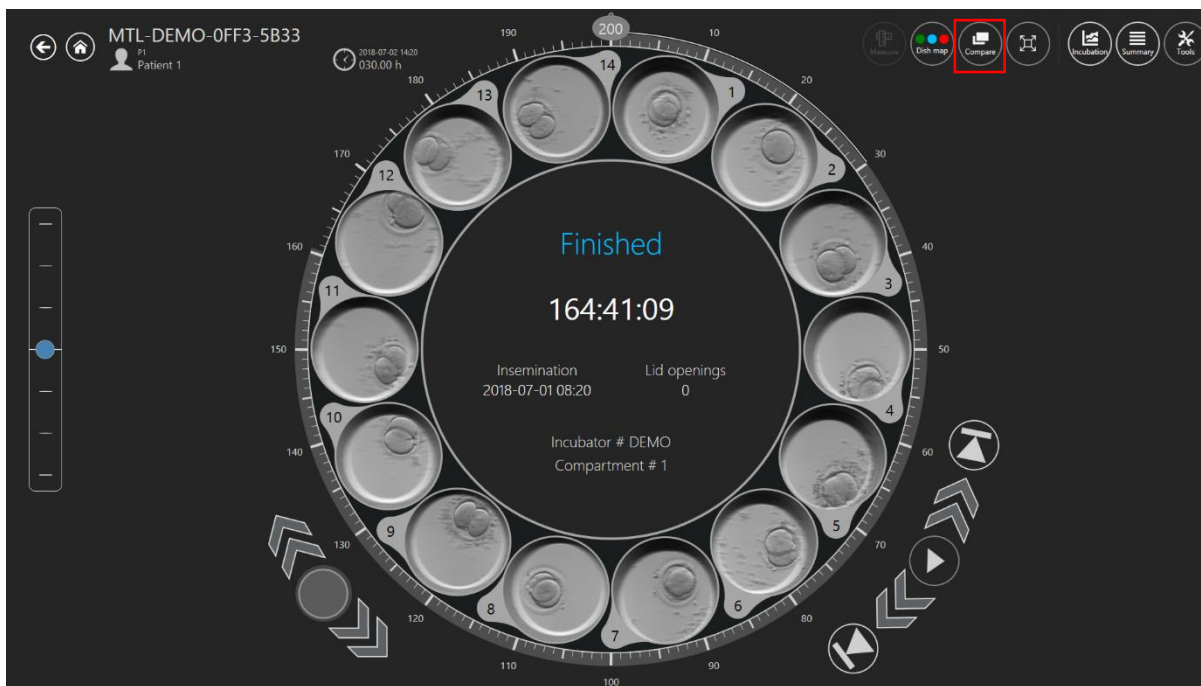 MTL-DEMO-0FF3-5B33
P1
Patient 1
2018-07-02 14:20
030.00 h
Measure
Dish map
Compare
Incubation
Summary
Tools
200
10
20
30
40
50
60
70
80
90
100
110
120
130
140
150
160
170
180
190
1
2
3
4
5
6
7
8
9
10
11
12
13
14
Finished
164:41:09
Insemination
2018-07-01 08:20
Lid openings
0
Incubator # DEMO
Compartment # 1